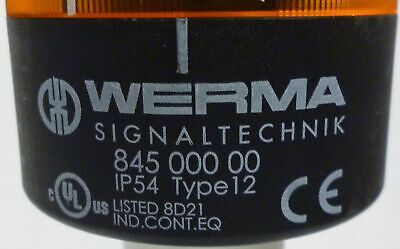 WERMA
SIGNALTECHNIK
845 000 00
IP54 Type12
c UL us LISTED 8D21
IND.CONT.EQ
CE